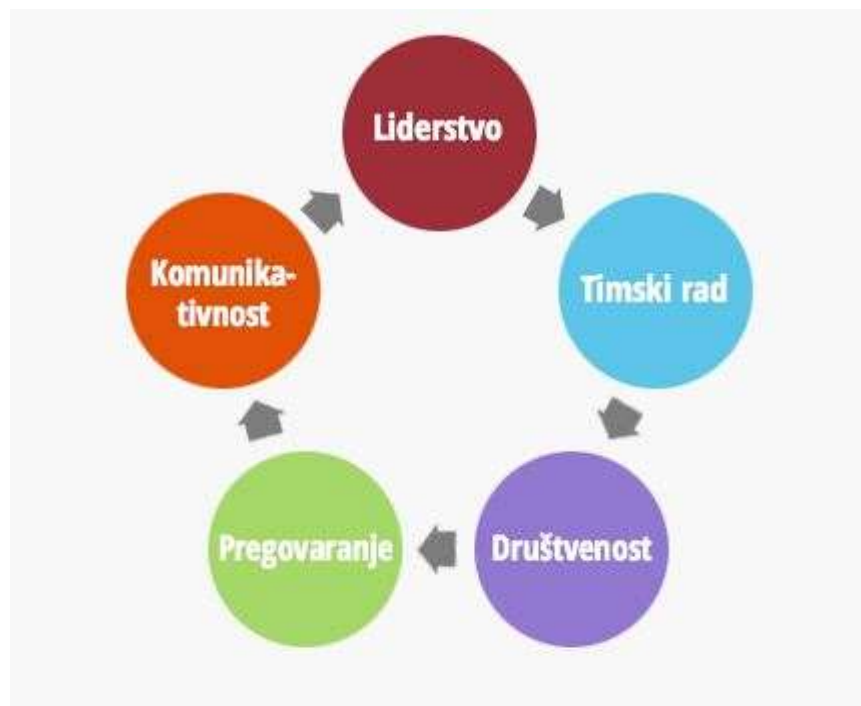 Liderstvo
Timski rad
Društvenost
Pregovaranje
Komunika-
tivnost